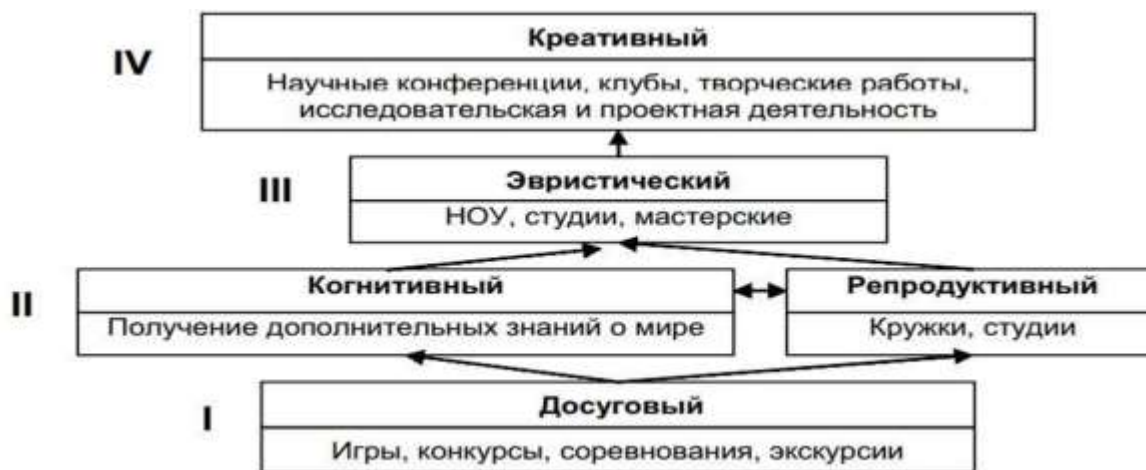 IV
Креативный
Научные конференции, клубы, творческие работы,
исследовательская и проектная деятельность
III
Эвристический
НОУ, студии, мастерские
II
Когнитивный
Получение дополнительных знаний о мире
Репродуктивный
Кружки, студии
I
Досуговый
Игры, конкурсы, соревнования, экскурсии